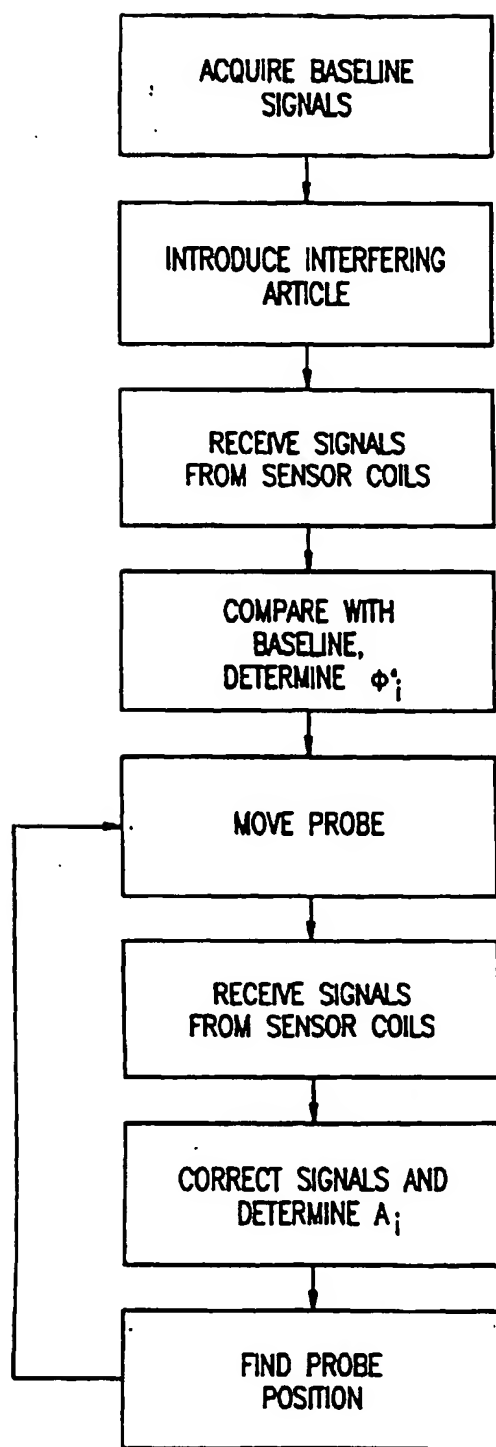 ACQUIRE BASELINE
SIGNALS
INTRODUCE INTERFERING
ARTICLE
RECEIVE SIGNALS
FROM SENSOR COILS
COMPARE WITH
BASELINE,
DETERMINE ϕ'i
MOVE PROBE
RECEIVE SIGNALS
FROM SENSOR COILS
CORRECT SIGNALS AND
DETERMINE Ai
FIND PROBE
POSITION